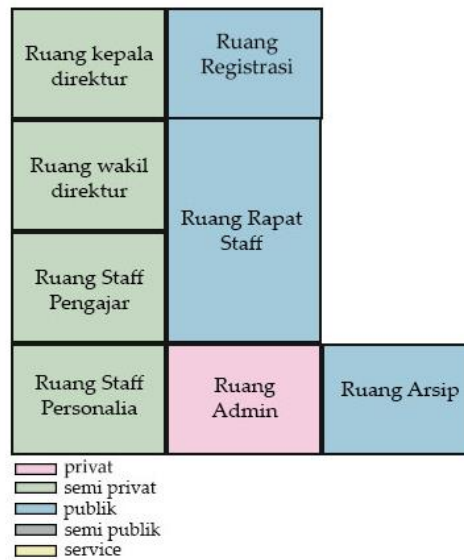 Ruang kepala
direktur
Ruang
Registrasi
Ruang wakil
direktur
Ruang Rapat
Staff
Ruang Staff
Pengajar
Ruang Staff
Personalia
Ruang
Admin
Ruang Arsip
privat
semi privat
publik
semi publik
service